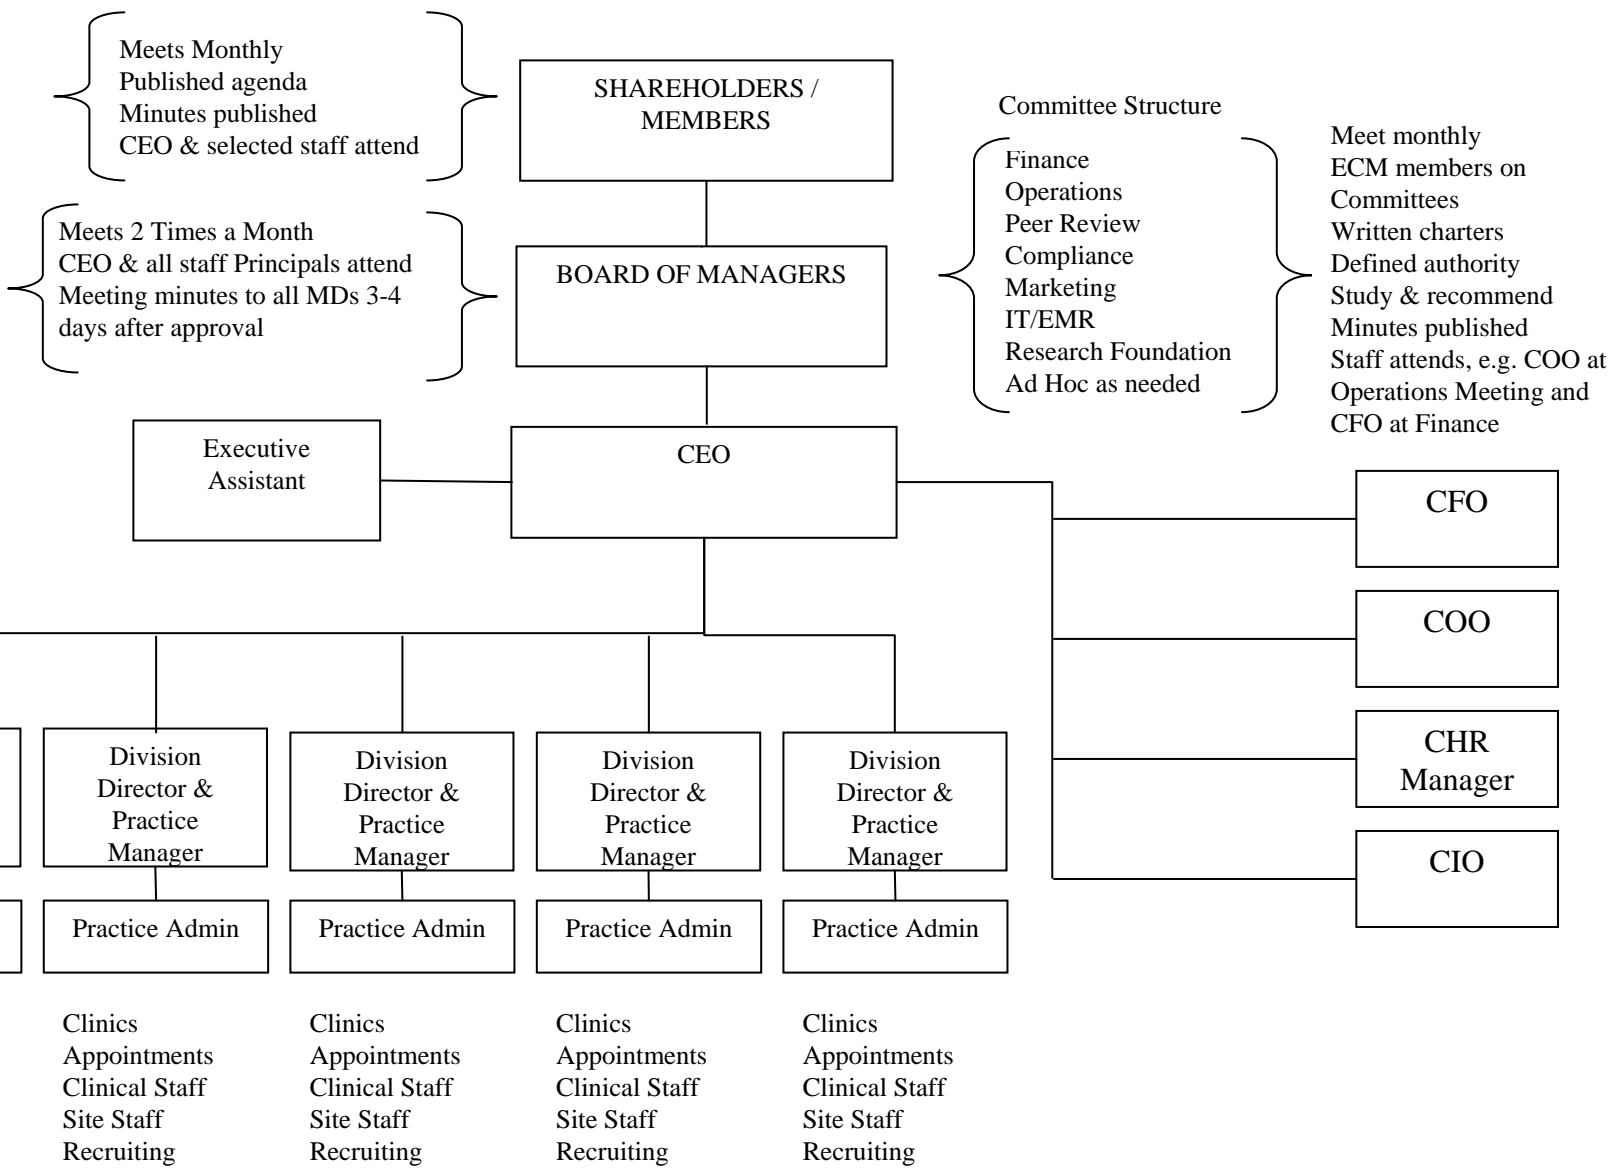 Meets Monthly
Published agenda
Minutes published
CEO & selected staff attend
SHAREHOLDERS /
MEMBERS
Committee Structure
Finance
Operations
Peer Review
Compliance
Marketing
IT/EMR
Research Foundation
Ad Hoc as needed
Meet monthly
ECM members on
Committees
Written charters
Defined authority
Study & recommend
Minutes published
Staff attends, e.g. COO at
Operations Meeting and
CFO at Finance
Meets 2 Times a Month
CEO & all staff Principals attend
Meeting minutes to all MDs 3-4
days after approval
BOARD OF MANAGERS
Executive
Assistant
CEO
CFO
COO
CHR
Manager
CIO
Division
Director &
Practice
Manager
Division
Director &
Practice
Manager
Division
Director &
Practice
Manager
Division
Director &
Practice
Manager
Practice Admin
Practice Admin
Practice Admin
Practice Admin
Clinics
Appointments
Clinical Staff
Site Staff
Recruiting
Clinics
Appointments
Clinical Staff
Site Staff
Recruiting
Clinics
Appointments
Clinical Staff
Site Staff
Recruiting
Clinics
Appointments
Clinical Staff
Site Staff
Recruiting